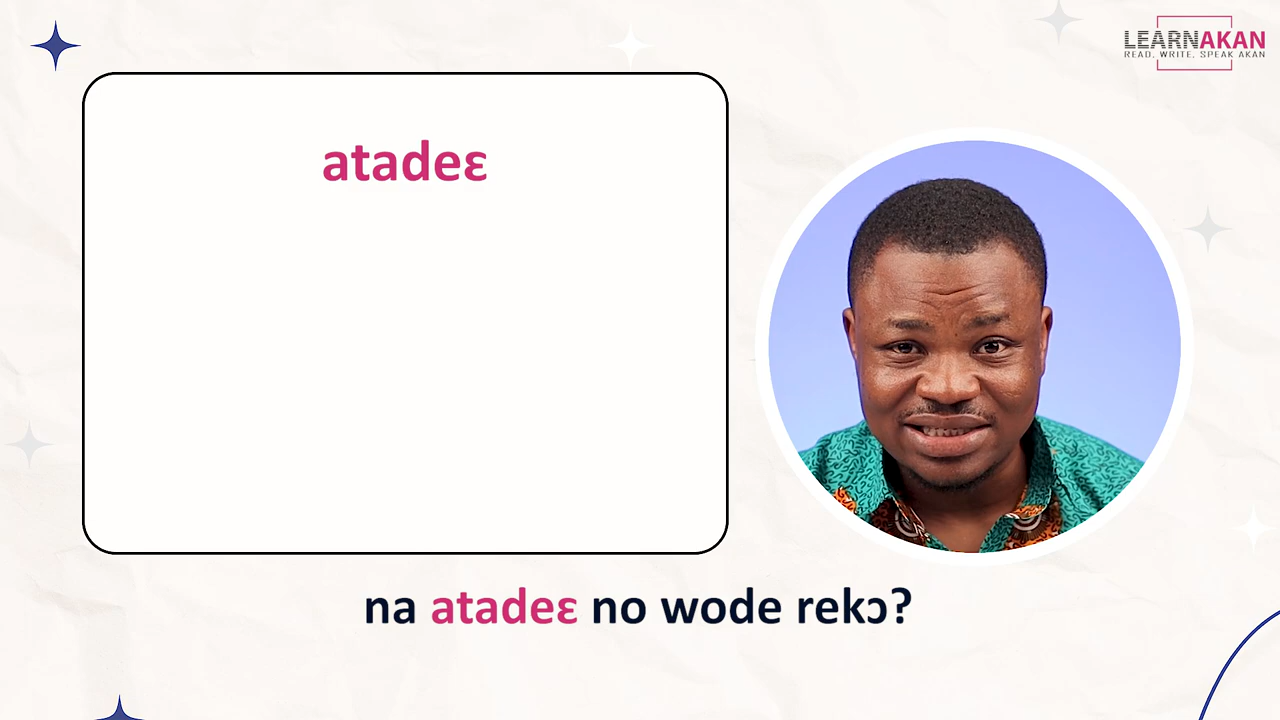 LEARNAKAN
READ, WRITE, SPEAK AKAN
atadeɛ
na atadeɛ no wode rekɔ?